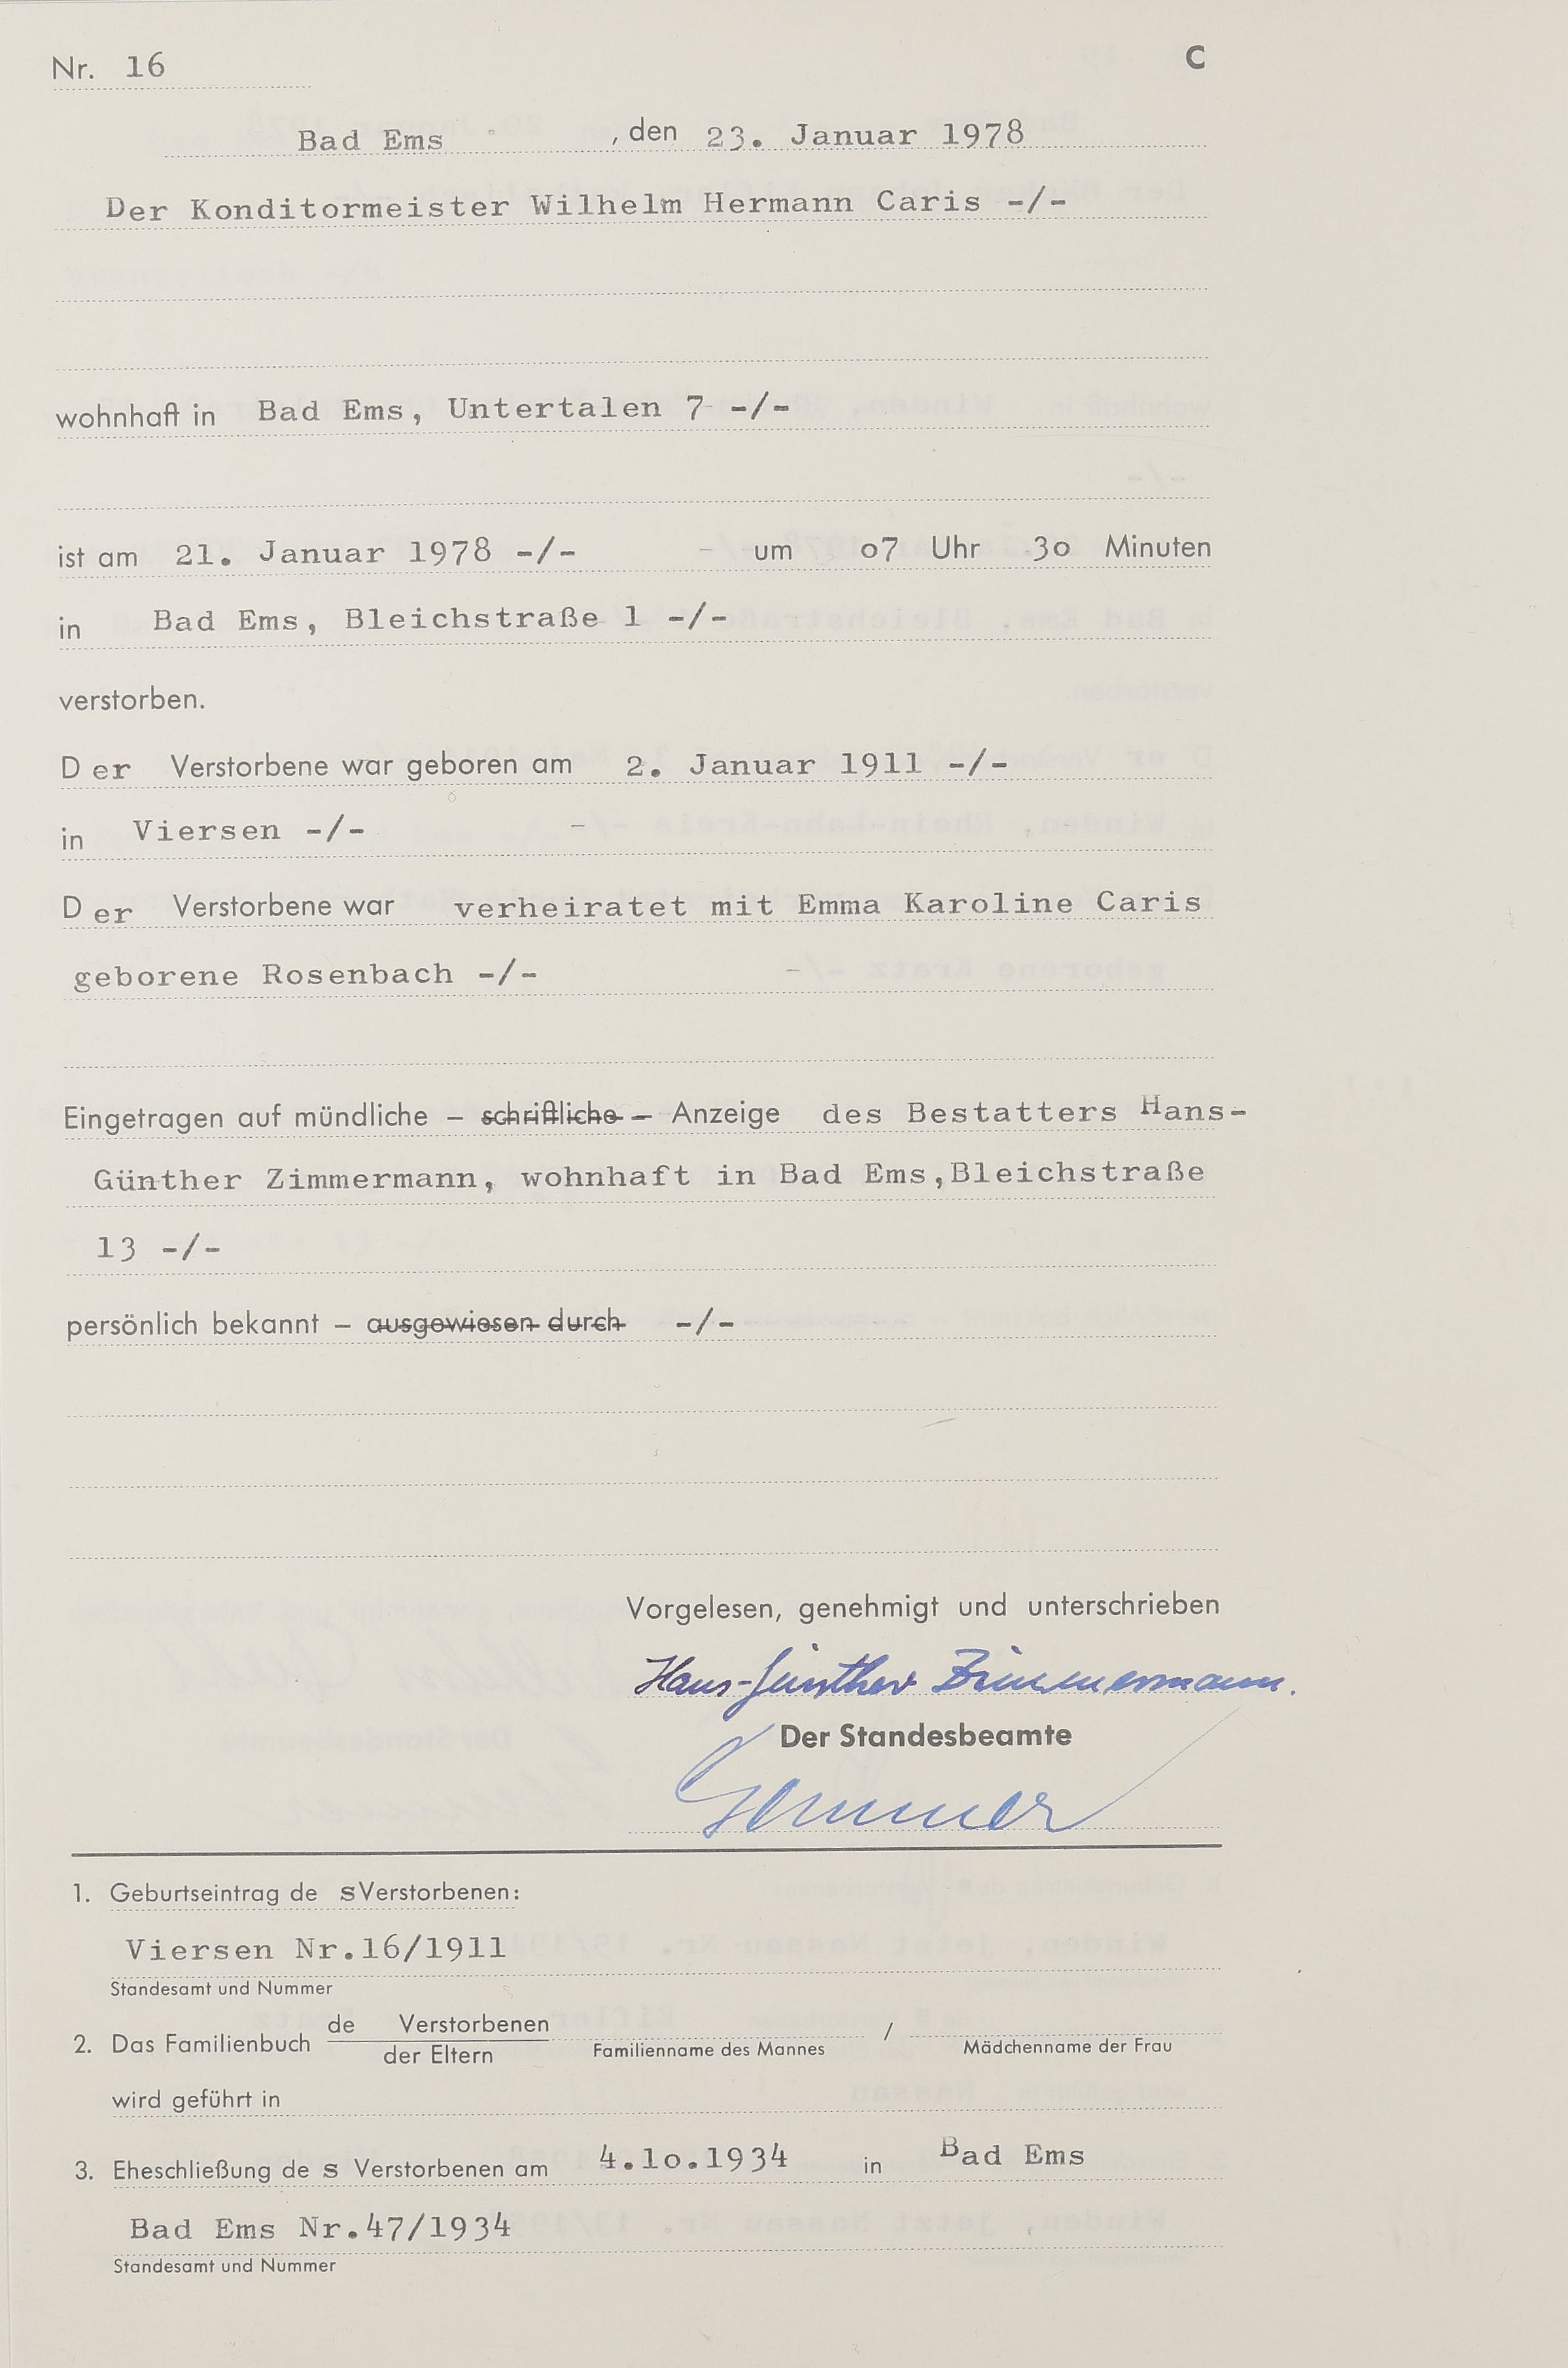 Nr. 16 C
Bad Ems , den 23. Januar 1978
Der Konditormeister Wilhelm Hermann Caris -/-
wohnhaft in Bad Ems, Untertalen 7 -/-
ist am 21. Januar 1978 -/- um o7 Uhr 3o Minuten
in Bad Ems, Bleichstraße 1 -/-
verstorben.
Der Verstorbene war geboren am 2. Januar 1911 -/-
in Viersen -/-
Der Verstorbene war verheiratet mit Emma Karoline Caris
geborene Rosenbach -/-
Eingetragen auf mündliche – schriftliche – Anzeige des Bestatters Hans-
Günther Zimmermann, wohnhaft in Bad Ems,Bleichstraße
13 -/-
persönlich bekannt – ausgewiesen durch -/-
Vorgelesen, genehmigt und unterschrieben
Hans-Günther Zimmermann.
Der Standesbeamte
1. Geburtseintrag de s Verstorbenen:
Viersen Nr.16/1911
Standesamt und Nummer
2. Das Familienbuch de Verstorbenen / der Eltern /
Familienname des Mannes Mädchenname der Frau
wird geführt in
3. Eheschließung de s Verstorbenen am 4.1o.1934 in Bad Ems
Bad Ems Nr.47/1934
Standesamt und Nummer